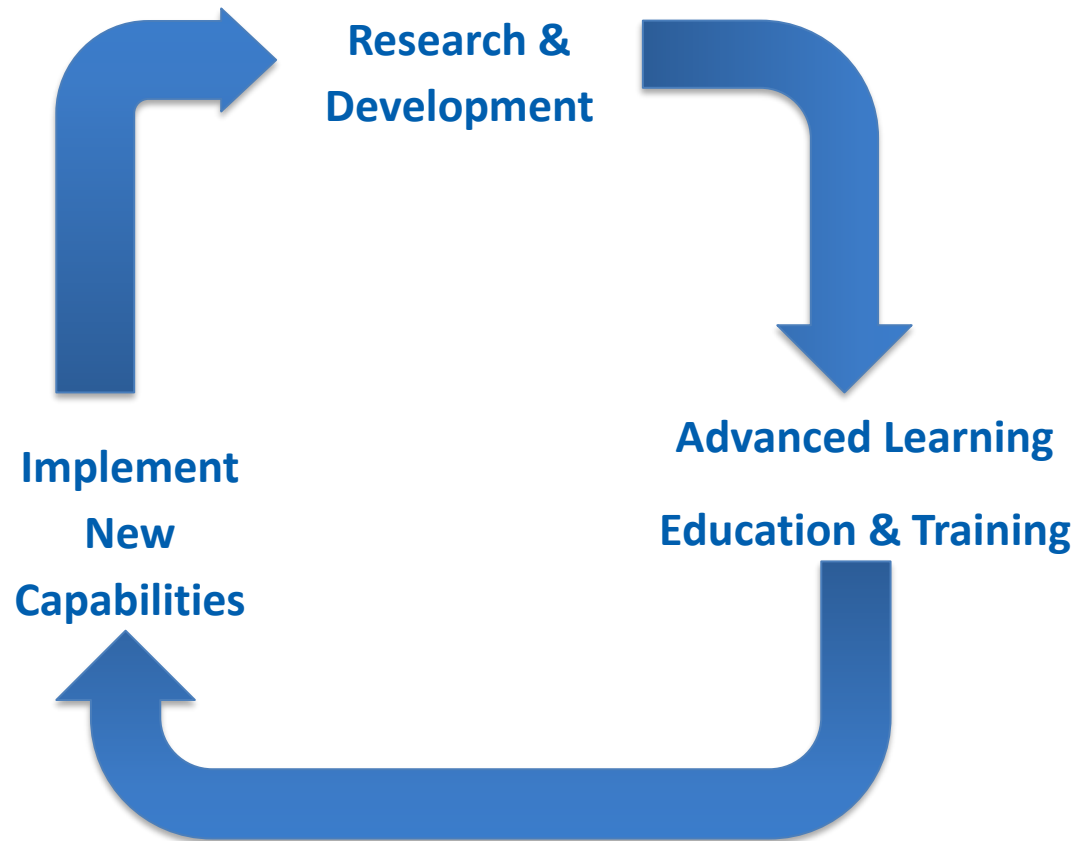 Research &
Development
Advanced Learning
Education & Training
Implement
New
Capabilities